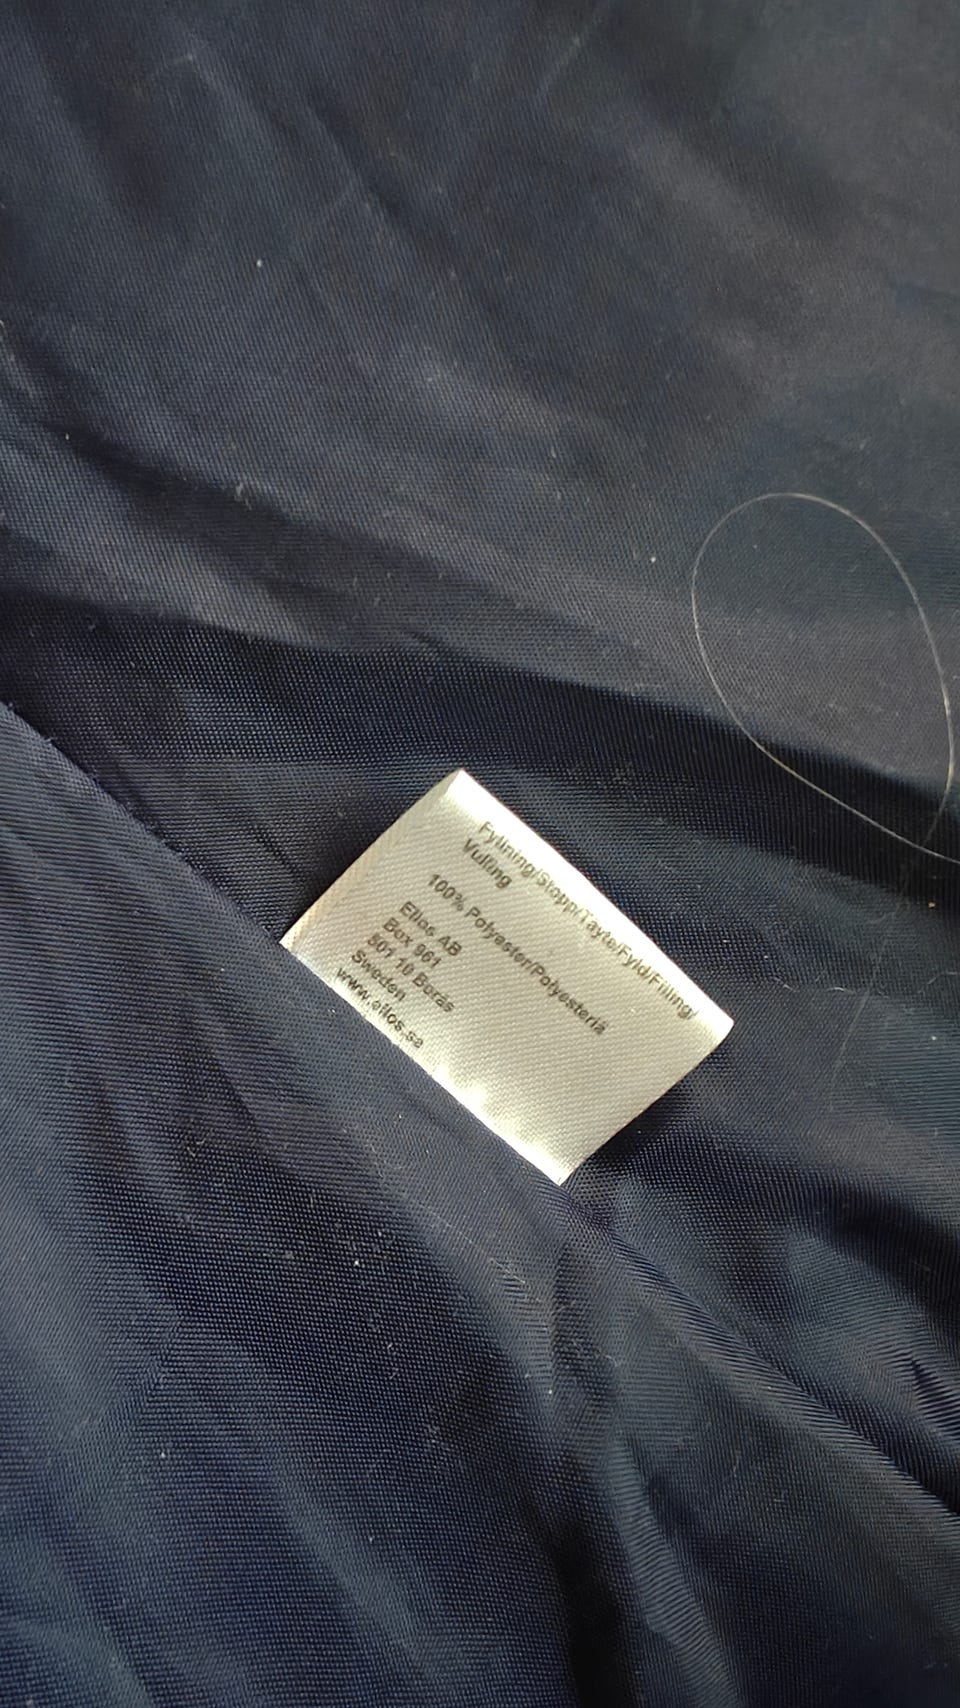 Fyllning/Stopp/Täyte/Fyld/Filling/
Vulling
100% Polyester/Polyesteriä
Ellos AB
Box 961
501 10 Borås
Sweden
www.ellos.se